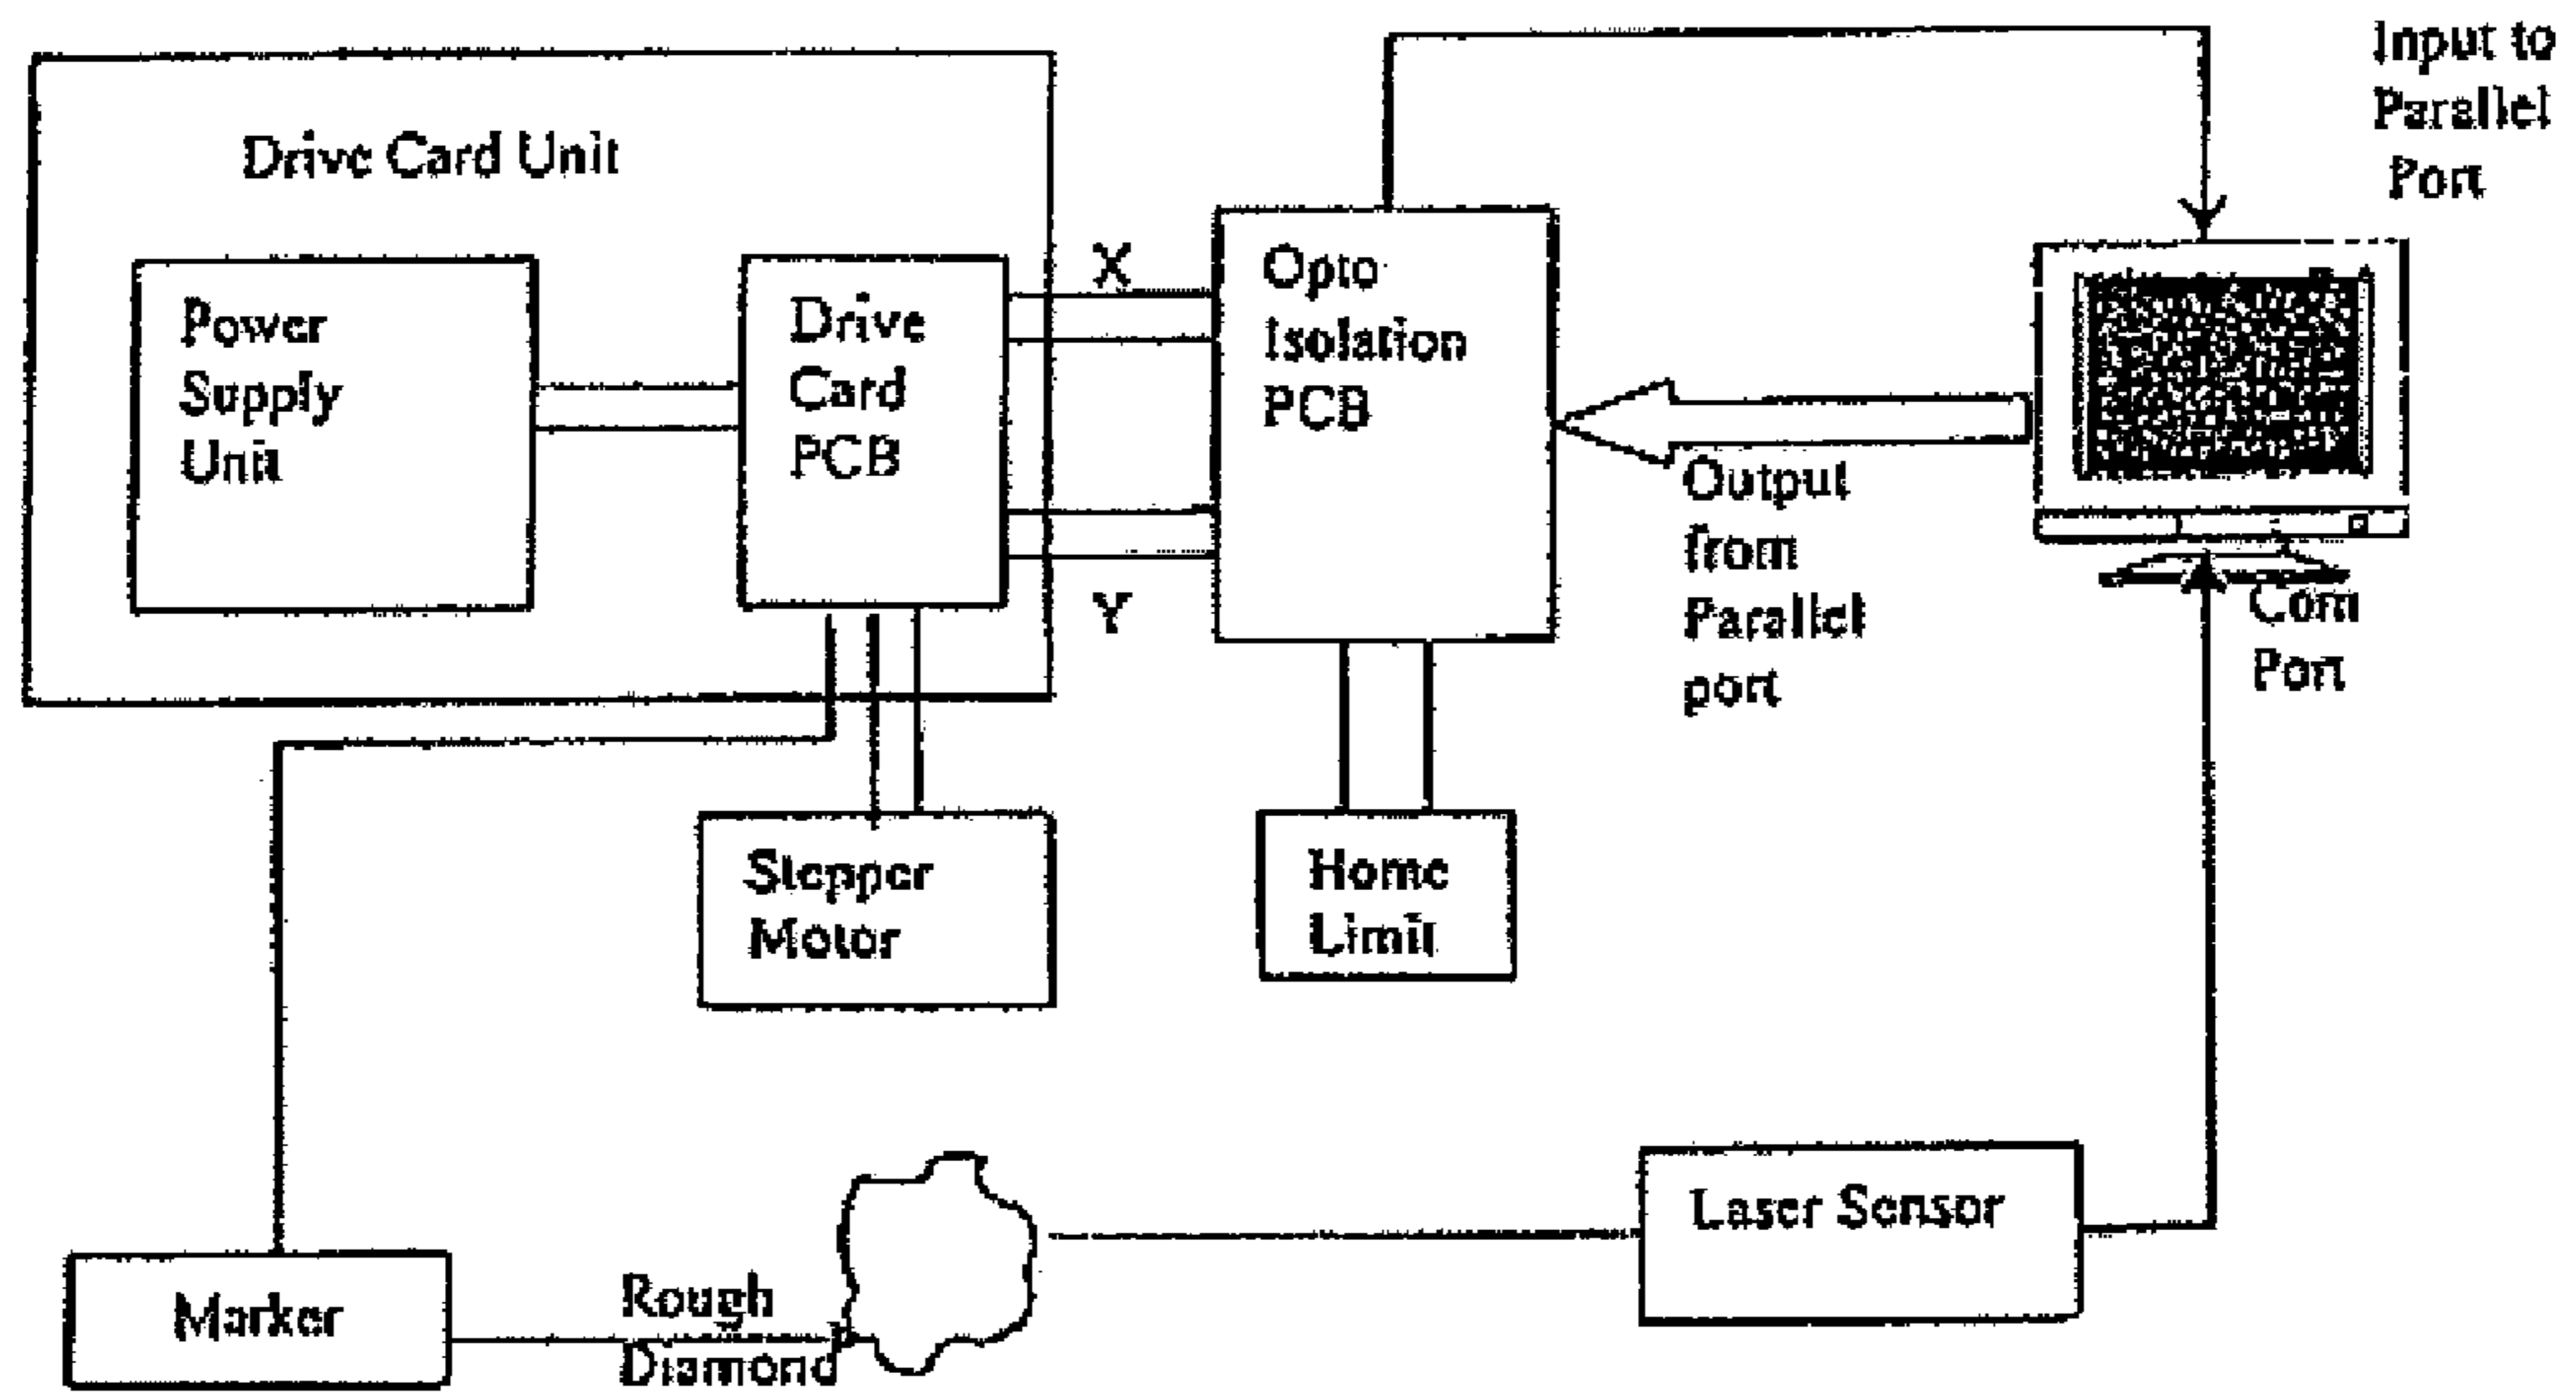 Input to
Parallel
Port
Drive Card Unit
X
Opto
Isolation
PCB
Power
Supply
Unit
Drive
Card
PCB
Y
Output
from
Parallel
port
Com
Port
Stepper
Motor
Home
Limit
Laser Sensor
Marker
Rough
Diamond